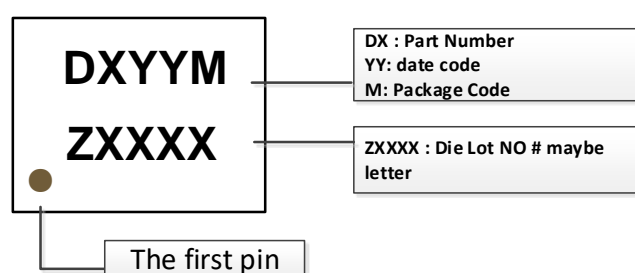 DXYYM
ZXXXX
DX : Part Number
YY: date code
M: Package Code
ZXXXX : Die Lot NO # maybe
letter
The first pin